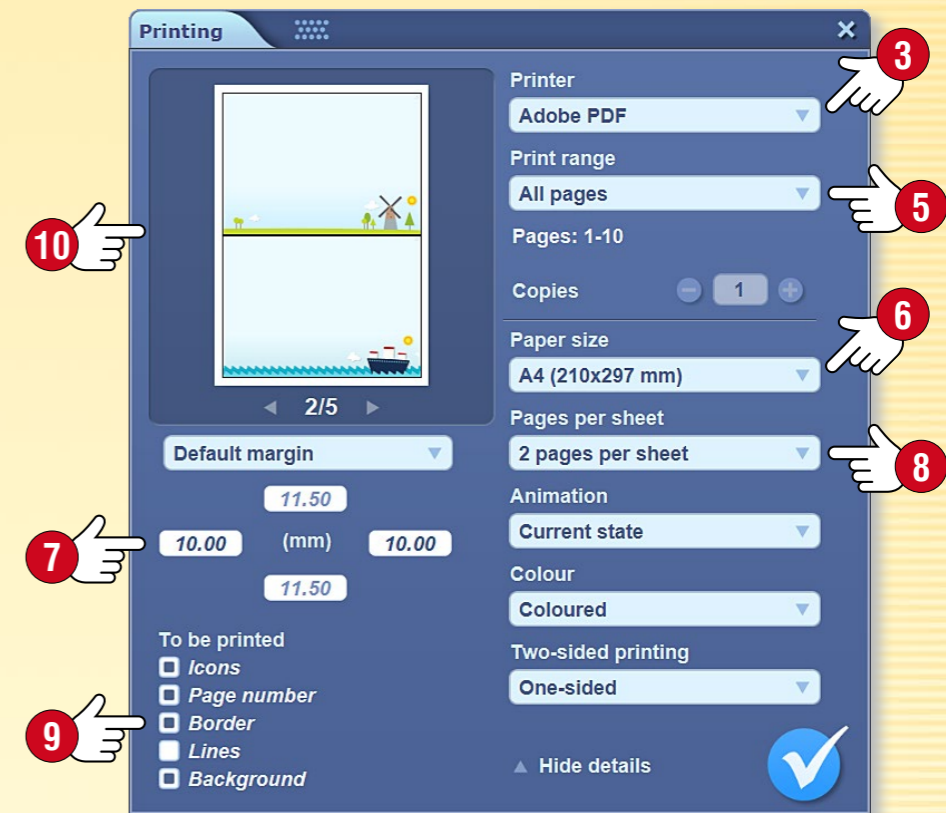 Printing
3
Printer
Adobe PDF
Print range
All pages
5
Pages: 1-10
10
Copies
1
6
Paper size
A4 (210x297 mm)
2/5
Pages per sheet
Default margin
2 pages per sheet
8
Animation
11.50
Current state
7
10.00
(mm)
10.00
Colour
11.50
Coloured
To be printed
Two-sided printing
Icons
Page number
One-sided
9
Border
Lines
Hide details
Background